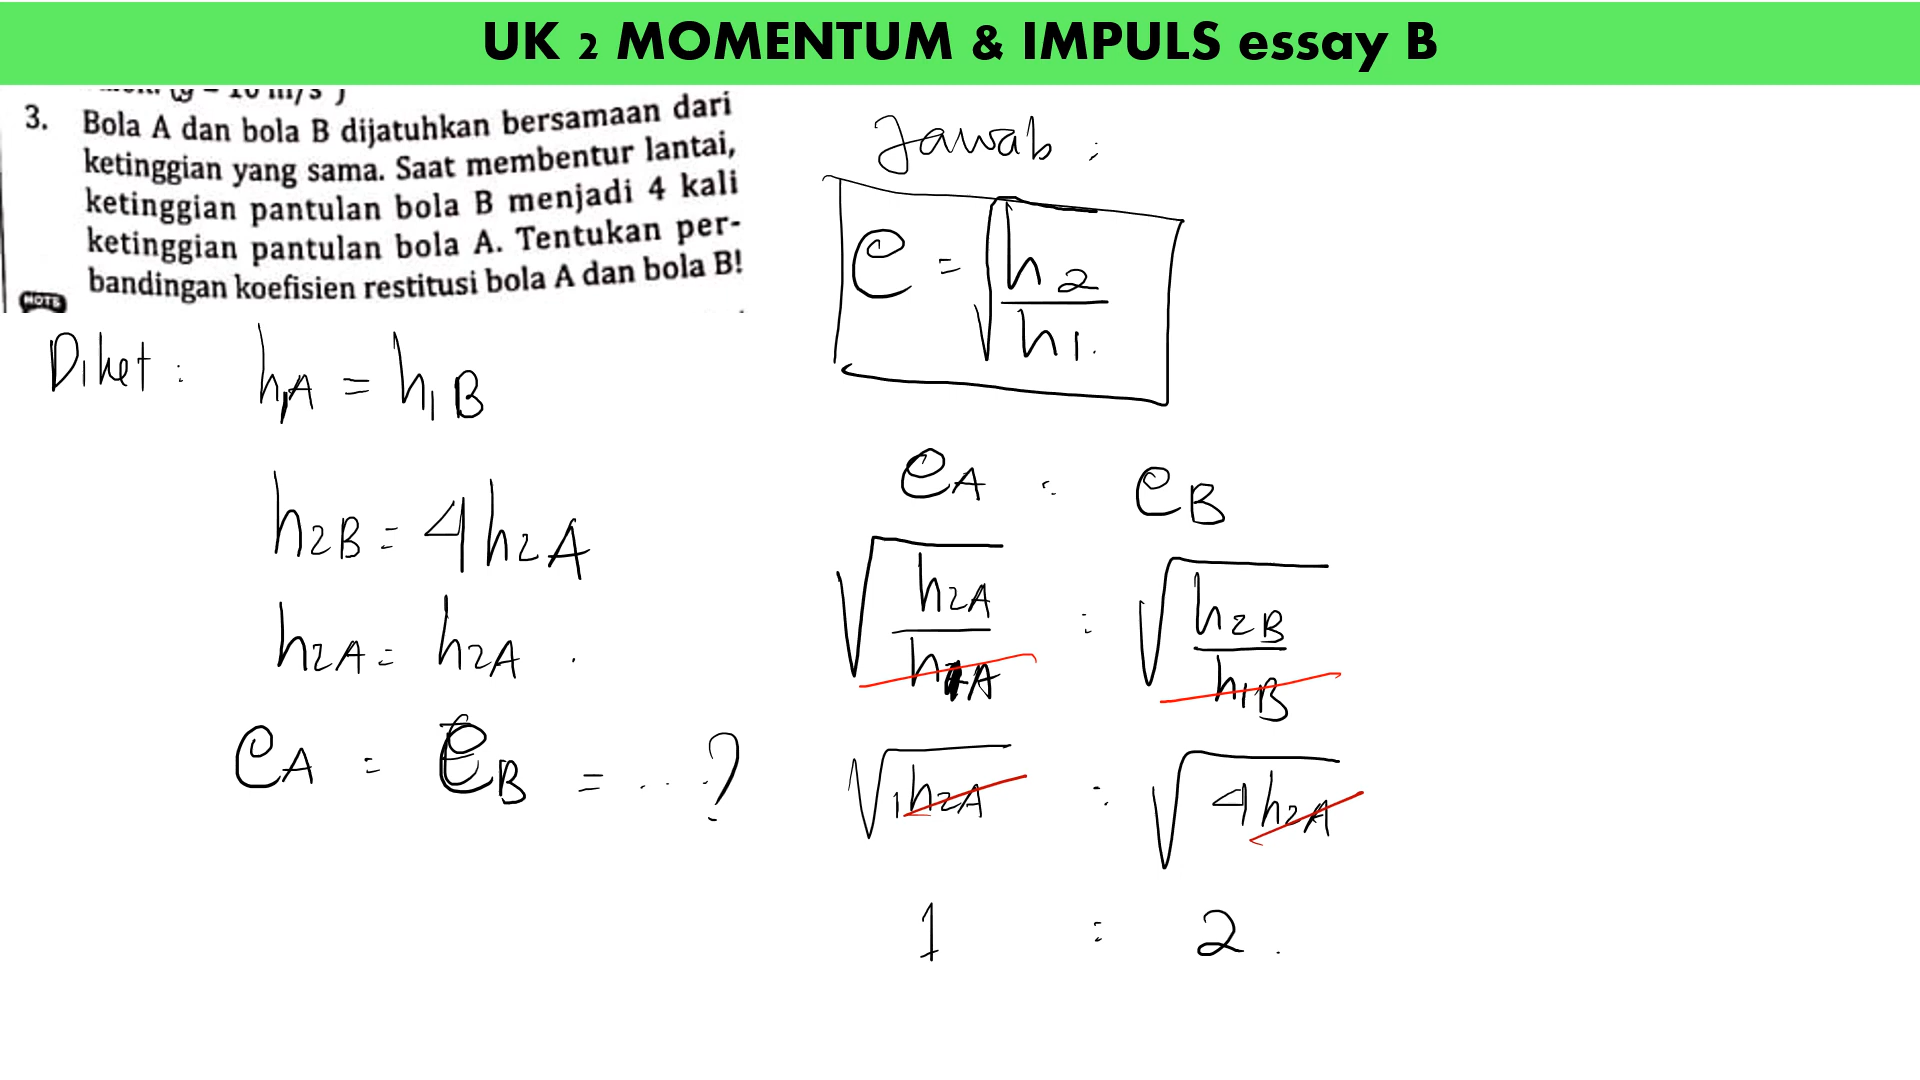 UK 2 MOMENTUM & IMPULS essay B
3. Bola A dan bola B dijatuhkan bersamaan dari
ketinggian yang sama. Saat membentur lantai,
ketinggian pantulan bola B menjadi 4 kali
ketinggian pantulan bola A. Tentukan per-
bandingan koefisien restitusi bola A dan bola B!
NOTE
Diket : h1A = h1B
h2B = 4h2A
h2A = h2A .
eA : eB = ... ?
Jawab :
e = √h2/h1.
eA : eB
√h2A/h1A : √h2B/h1B
√1h2A : √4h2A
1 : 2 .